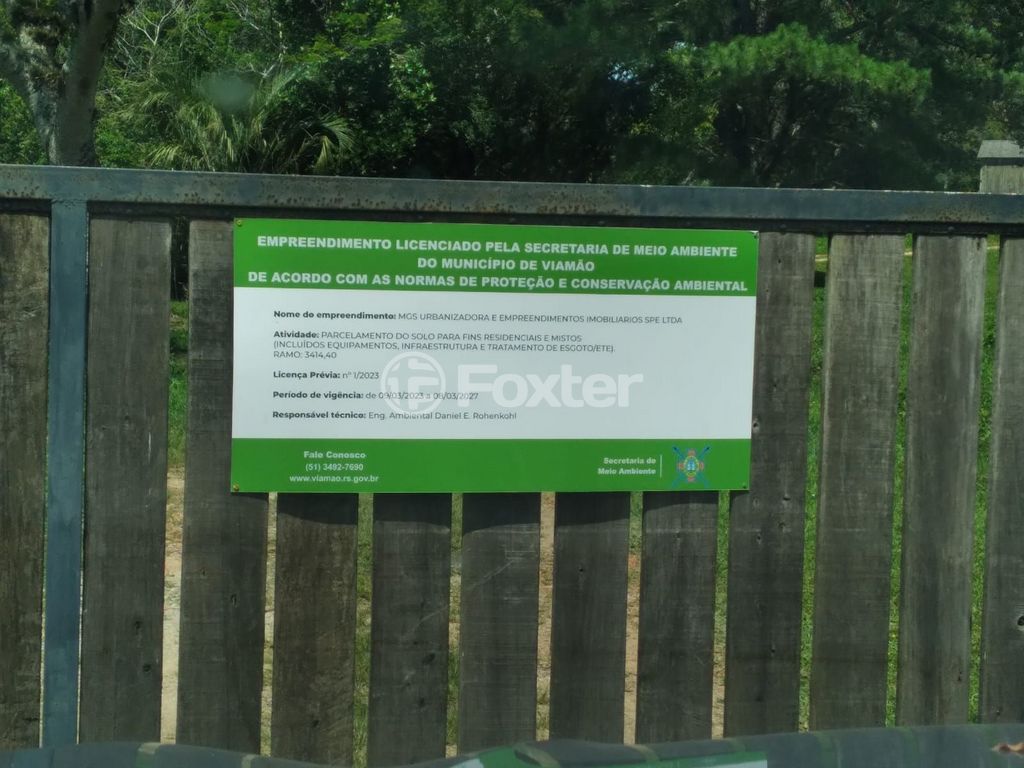 EMPREENDIMENTO LICENCIADO PELA SECRETARIA DE MEIO AMBIENTE
DO MUNICÍPIO DE VIAMÃO
DE ACORDO COM AS NORMAS DE PROTEÇÃO E CONSERVAÇÃO AMBIENTAL
Nome do empreendimento: MGS URBANIZADORA E EMPREENDIMENTOS IMOBILIARIOS SPE LTDA
Atividade: PARCELAMENTO DO SOLO PARA FINS RESIDENCIAIS E MISTOS
(INCLUÍDOS EQUIPAMENTOS, INFRAESTRUTURA E TRATAMENTO DE ESGOTO/ETE).
RAMO: 3414,40
Licença Prévia: nº 1/2023
Foxter
Período de vigência: de 09/03/2023 a 08/03/2027
Responsável técnico: Eng. Ambiental Daniel E. Rohenkohl
Fale Conosco
(51) 3492-7690
www.viamao.rs.gov.br
Secretaria de
Meio Ambiente